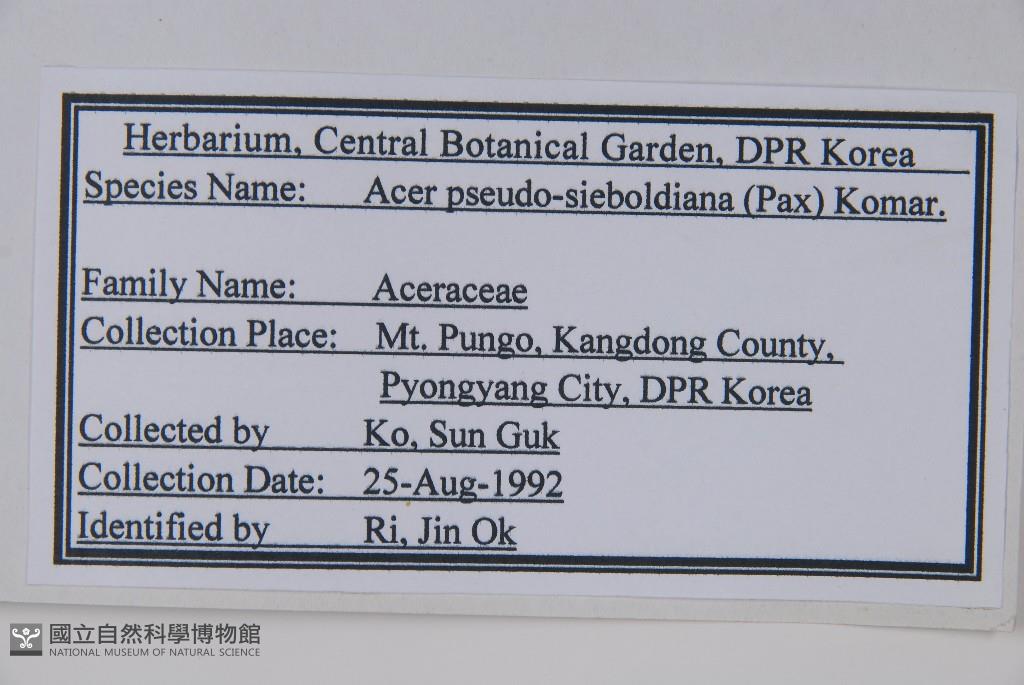 Herbarium, Central Botanical Garden, DPR Korea
Species Name: Acer pseudo-sieboldiana (Pax) Komar.
Family Name: Aceraceae
Collection Place: Mt. Pungo, Kangdong County,
Pyongyang City, DPR Korea
Collected by Ko, Sun Guk
Collection Date: 25-Aug-1992
Identified by Ri, Jin Ok
國立自然科學博物館
NATIONAL MUSEUM OF NATURAL SCIENCE